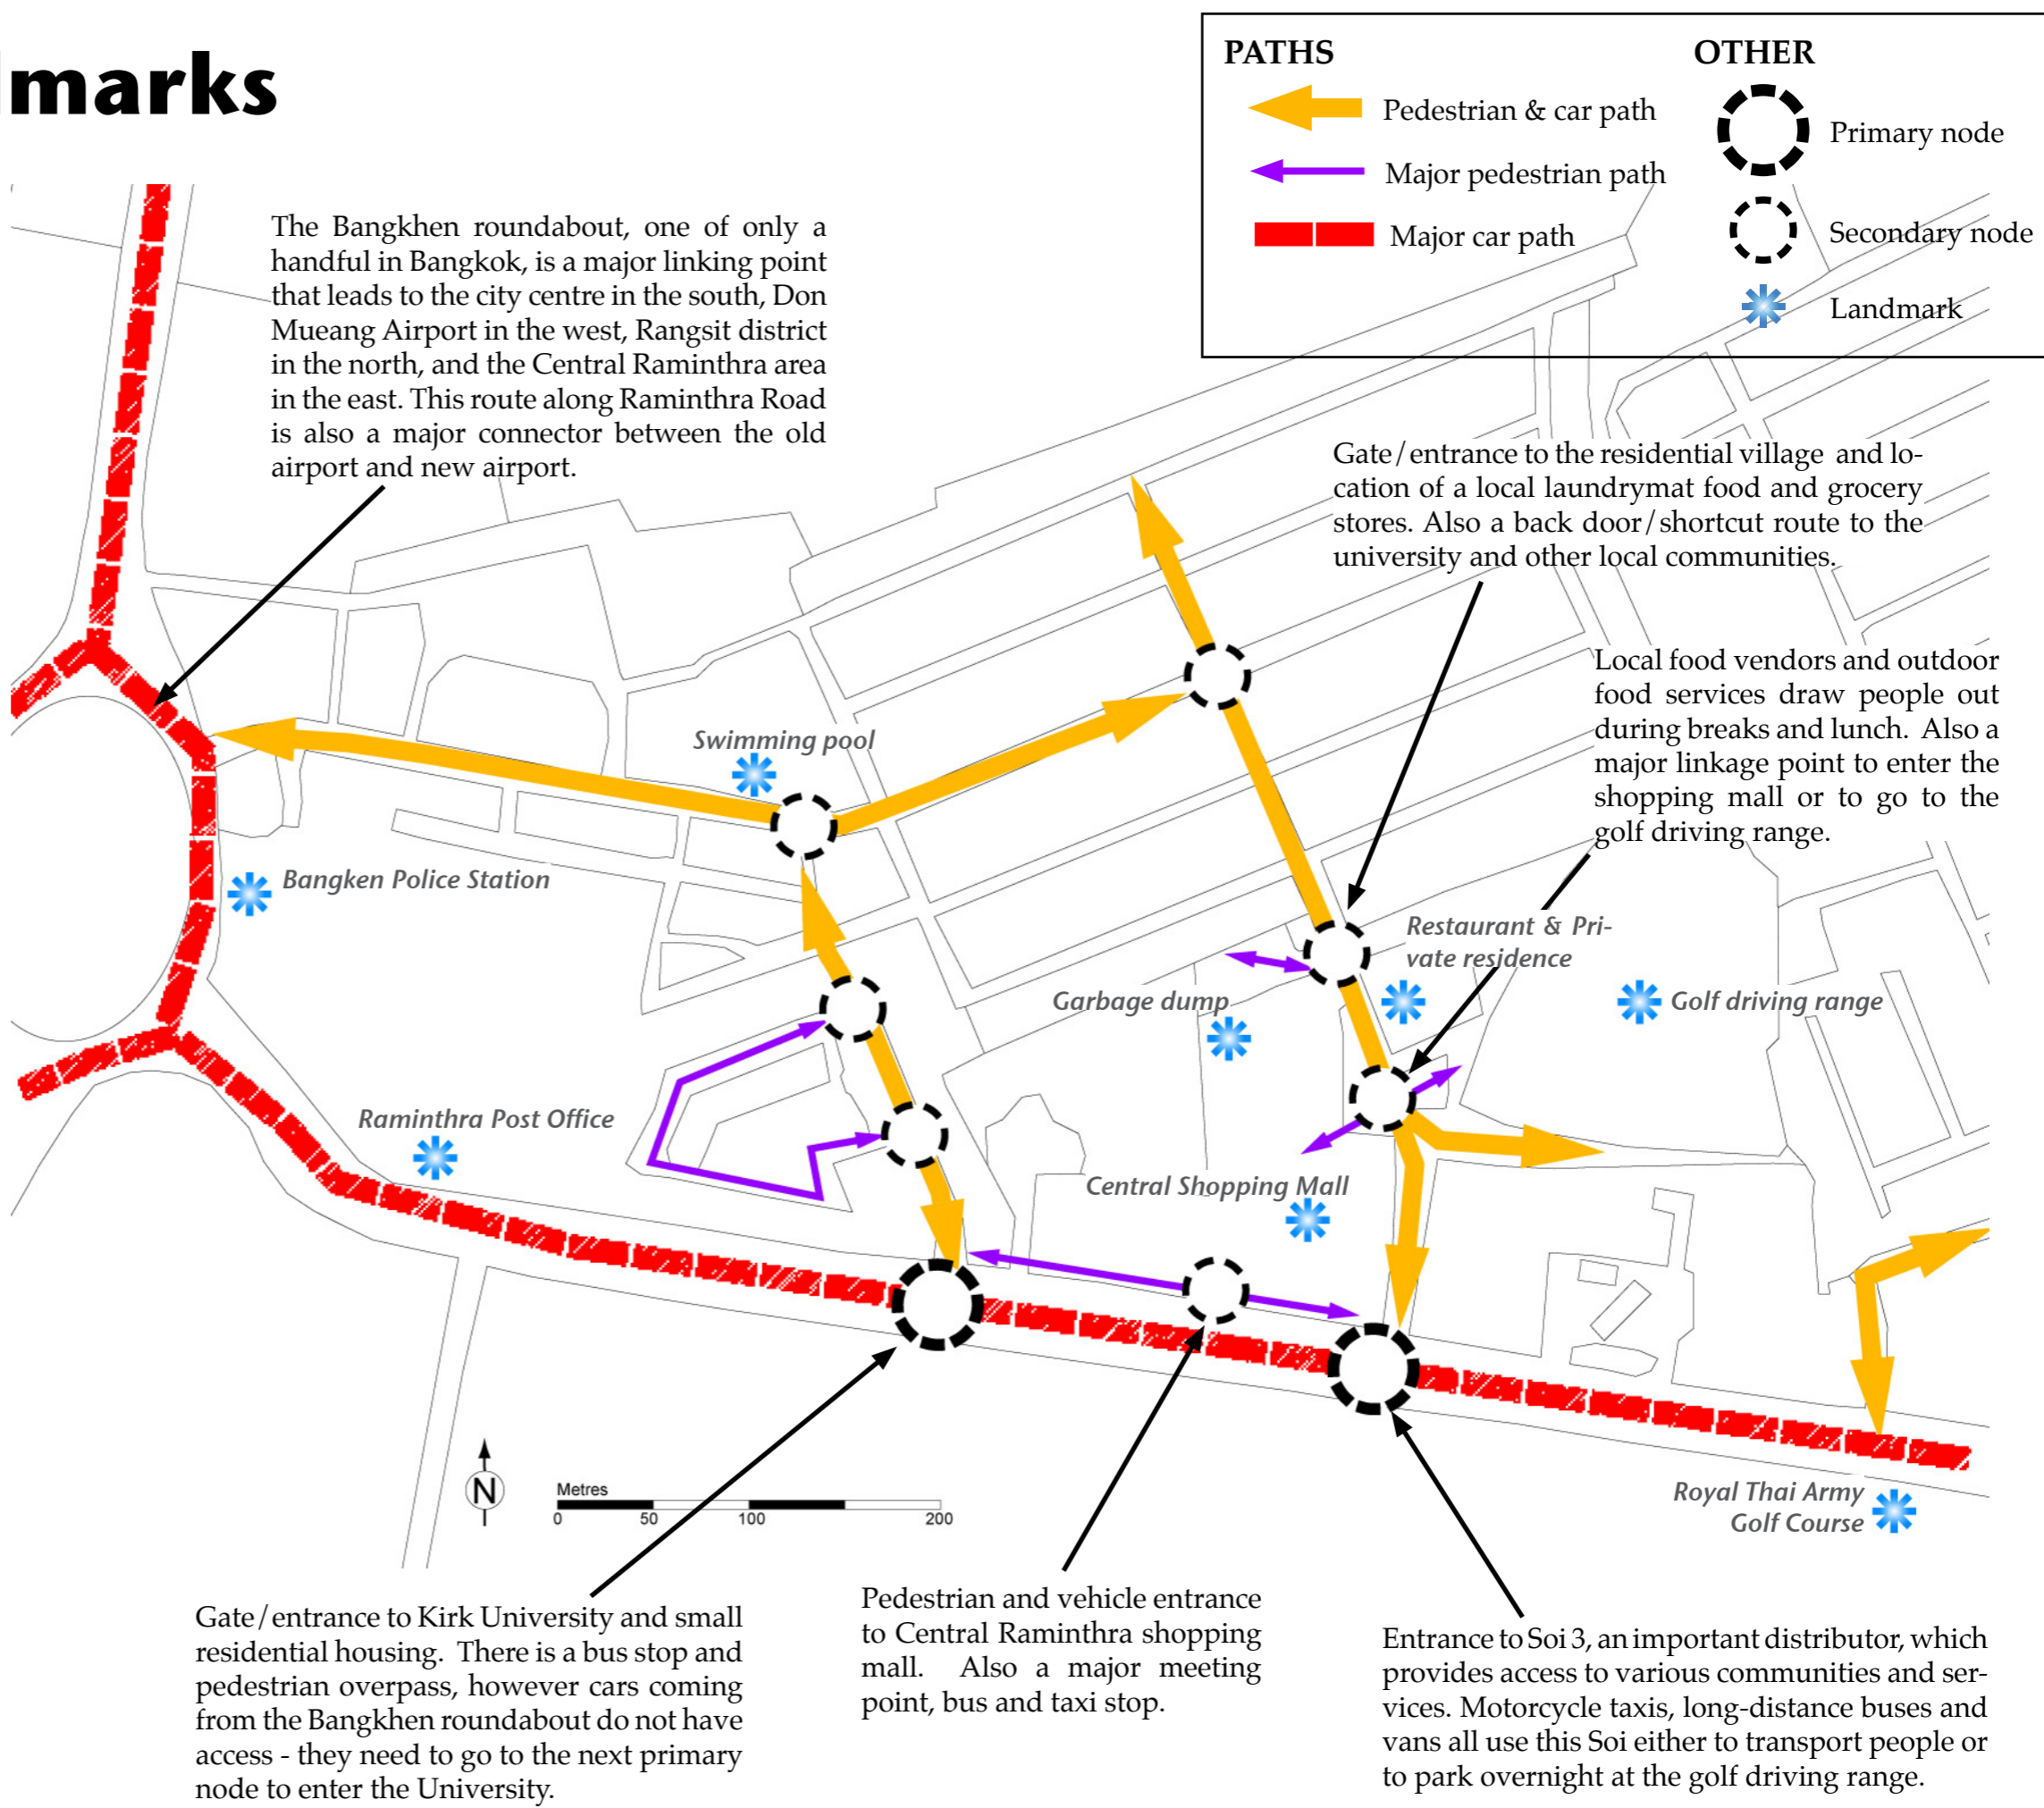 lmarks
PATHS
Pedestrian & car path
Major pedestrian path
Major car path
OTHER
Primary node
Secondary node
Landmark
The Bangkhen roundabout, one of only a
handful in Bangkok, is a major linking point
that leads to the city centre in the south, Don
Mueang Airport in the west, Rangsit district
in the north, and the Central Raminthra area
in the east. This route along Raminthra Road
is also a major connector between the old
airport and new airport.
Gate/entrance to the residential village and lo-
cation of a local laundrymat food and grocery
stores. Also a back door/shortcut route to the
university and other local communities.
Local food vendors and outdoor
food services draw people out
during breaks and lunch. Also a
major linkage point to enter the
shopping mall or to go to the
golf driving range.
Swimming pool
Bangken Police Station
Restaurant & Pri-
vate residence
Garbage dump
Golf driving range
Raminthra Post Office
Central Shopping Mall
Royal Thai Army
Golf Course
N
Metres
0 50 100 200
Gate/entrance to Kirk University and small
residential housing. There is a bus stop and
pedestrian overpass, however cars coming
from the Bangkhen roundabout do not have
access - they need to go to the next primary
node to enter the University.
Pedestrian and vehicle entrance
to Central Raminthra shopping
mall. Also a major meeting
point, bus and taxi stop.
Entrance to Soi 3, an important distributor, which
provides access to various communities and ser-
vices. Motorcycle taxis, long-distance buses and
vans all use this Soi either to transport people or
to park overnight at the golf driving range.